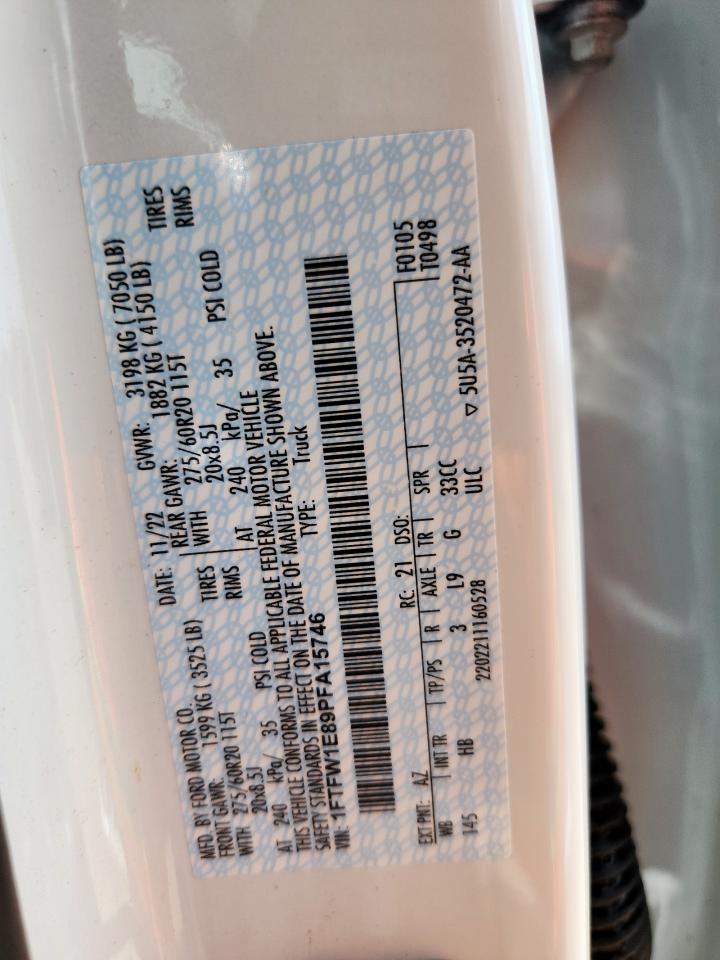 MFD. BY FORD MOTOR CO. DATE: 11/22 GVWR: 3198 KG ( 7050 LB)
FRONT GAWR: 1599 KG ( 3525 LB) REAR GAWR: 1882 KG ( 4150 LB)
WITH 275/60R20 115T TIRES WITH 275/60R20 115T TIRES
20x8.5J RIMS 20x8.5J RIMS
AT 240 kPa/ 35 PSI COLD AT 240 kPa/ 35 PSI COLD
THIS VEHICLE CONFORMS TO ALL APPLICABLE FEDERAL MOTOR VEHICLE
SAFETY STANDARDS IN EFFECT ON THE DATE OF MANUFACTURE SHOWN ABOVE.
VIN: 1FTFW1E89PFA15746 TYPE: Truck
EXT PNT: AZ RC: 21 DSO: F0105
WB INT TR TP/PS R AXLE TR SPR T0498
145 HB 3 L9 G 33CC
2202211160528 ULC ▽ 5U5A-3520472-AA